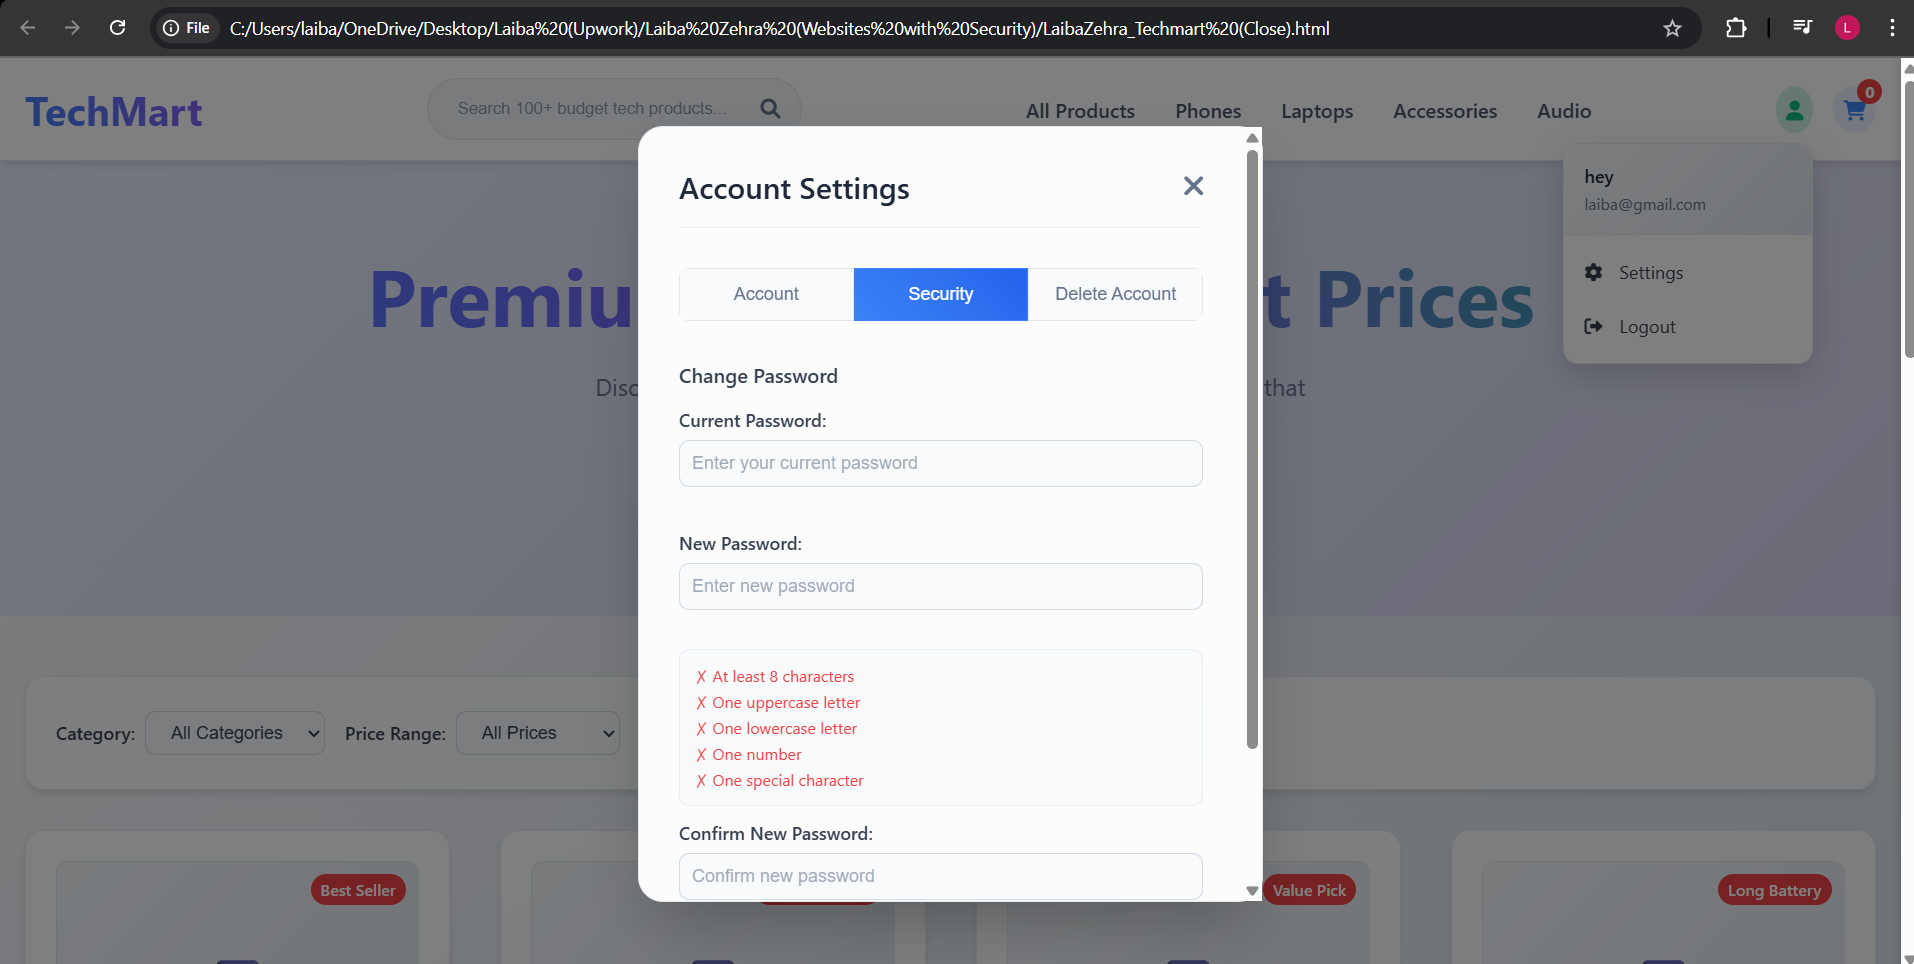 File
C:/Users/laiba/OneDrive/Desktop/Laiba%20(Upwork)/Laiba%20Zehra%20(Websites%20with%20Security)/LaibaZehra_Techmart%20(Close).html
L
TechMart
Search 100+ budget tech products...
All Products
Phones
Laptops
Accessories
Audio
0
hey
laiba@gmail.com
Settings
Logout
Account Settings
Account
Security
Delete Account
Change Password
Current Password:
Enter your current password
New Password:
Enter new password
✗ At least 8 characters
✗ One uppercase letter
✗ One lowercase letter
✗ One number
✗ One special character
Confirm New Password:
Confirm new password
Prices
that
Category:
All Categories
Price Range:
All Prices
Best Seller
Value Pick
Long Battery